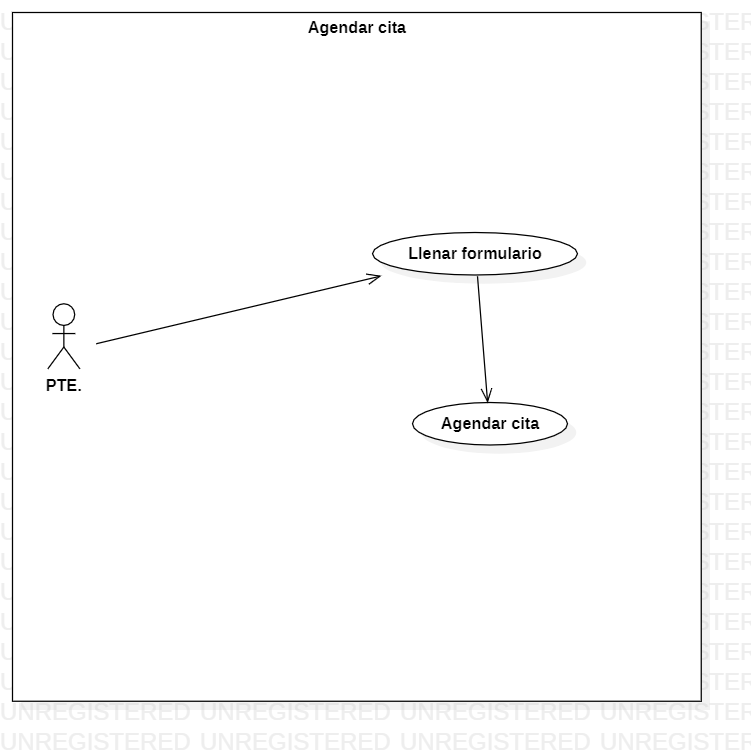 Agendar cita
Llenar formulario
PTE.
Agendar cita
UNREGISTERED UNREGISTERED UNREGISTERED UNREGISTERED
UNREGISTERED UNREGISTERED UNREGISTERED UNREGISTERED